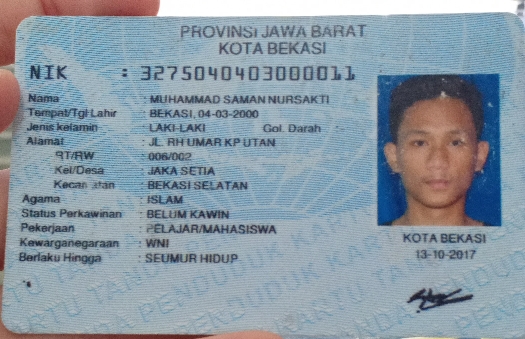 PROVINSI JAWA BARAT
KOTA BEKASI
NIK : 3275040403000011
Nama : MUHAMMAD SAMAN NURSAKTI
Tempat/Tgl Lahir : BEKASI, 04-03-2000
Jenis kelamin : LAKI-LAKI Gol. Darah :-
Alamat : JL. RH UMAR KP UTAN
RT/RW : 006/002
Kel/Desa : JAKA SETIA
Kecamatan : BEKASI SELATAN
Agama : ISLAM
Status Perkawinan : BELUM KAWIN
Pekerjaan : PELAJAR/MAHASISWA
Kewarganegaraan : WNI
Berlaku Hingga : SEUMUR HIDUP
KOTA BEKASI
13-10-2017